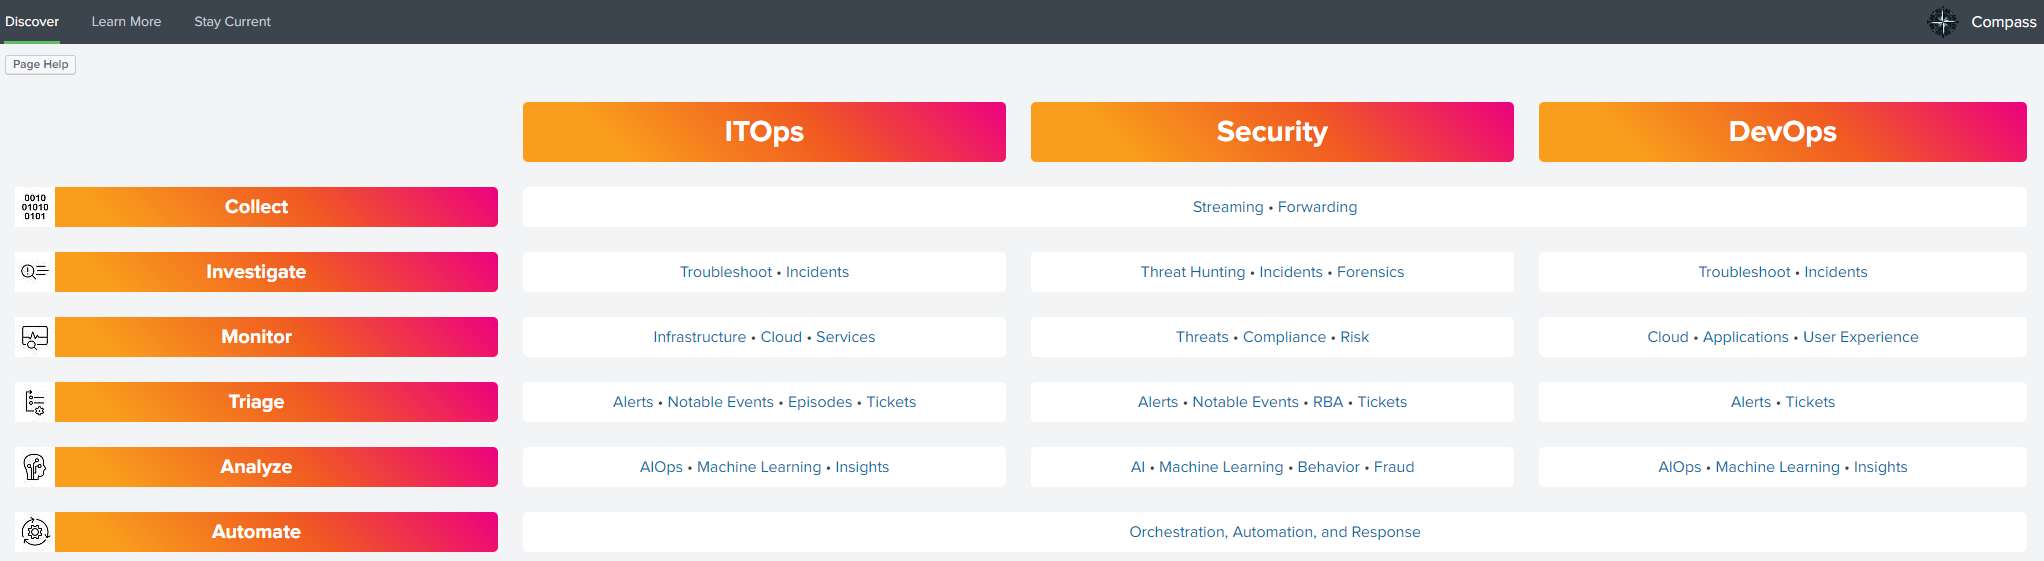 Discover Learn More Stay Current Compass
Page Help
ITOps Security DevOps
0010
01010
0101
Collect Streaming • Forwarding
Investigate Troubleshoot • Incidents Threat Hunting • Incidents • Forensics Troubleshoot • Incidents
Monitor Infrastructure • Cloud • Services Threats • Compliance • Risk Cloud • Applications • User Experience
Triage Alerts • Notable Events • Episodes • Tickets Alerts • Notable Events • RBA • Tickets Alerts • Tickets
Analyze AIOps • Machine Learning • Insights AI • Machine Learning • Behavior • Fraud AIOps • Machine Learning • Insights
Automate Orchestration, Automation, and Response